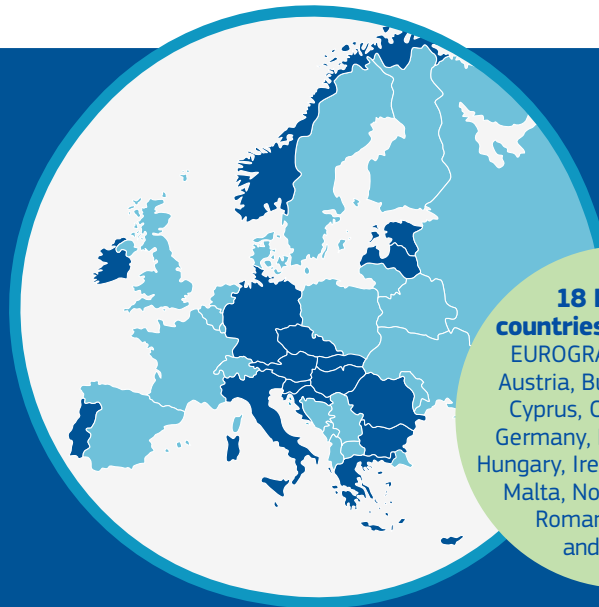 18
countries
EUROGRA
Austria, Bu
Cyprus, C
Germany,
Hungary, Ire
Malta, No
Roman
and